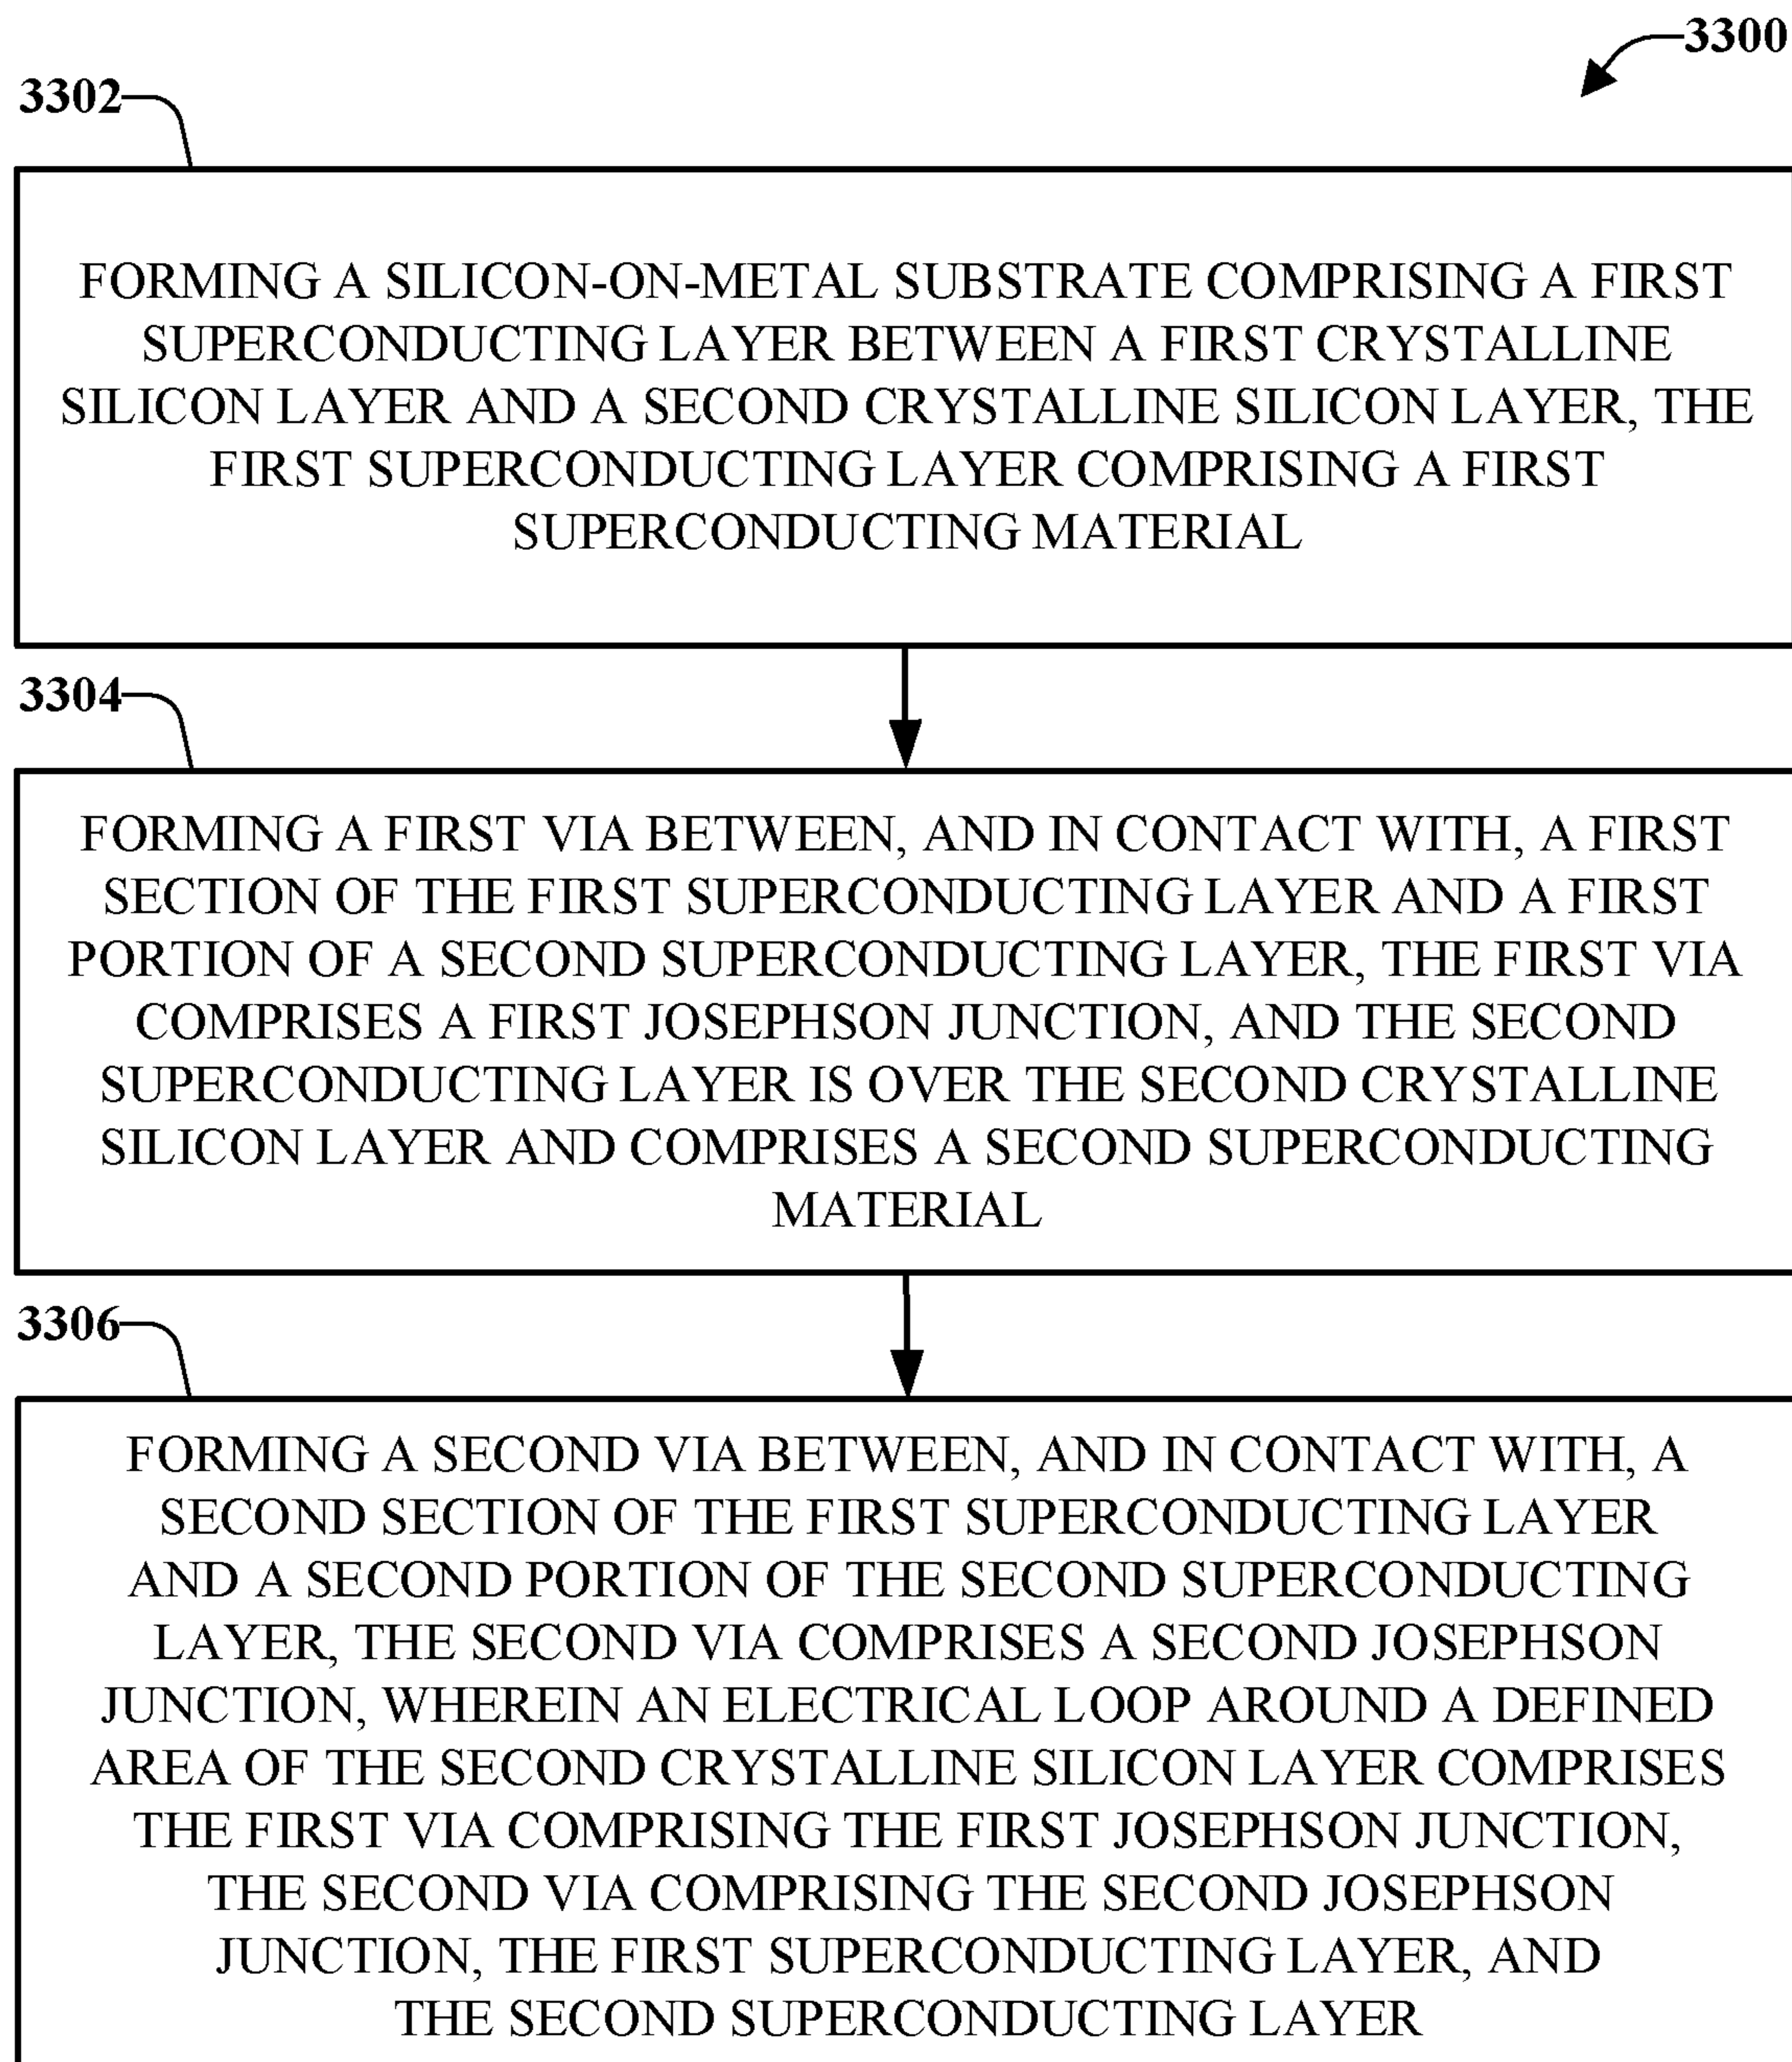 3300
3302
FORMING A SILICON-ON-METAL SUBSTRATE COMPRISING A FIRST
SUPERCONDUCTING LAYER BETWEEN A FIRST CRYSTALLINE
SILICON LAYER AND A SECOND CRYSTALLINE SILICON LAYER, THE
FIRST SUPERCONDUCTING LAYER COMPRISING A FIRST
SUPERCONDUCTING MATERIAL
3304
FORMING A FIRST VIA BETWEEN, AND IN CONTACT WITH, A FIRST
SECTION OF THE FIRST SUPERCONDUCTING LAYER AND A FIRST
PORTION OF A SECOND SUPERCONDUCTING LAYER, THE FIRST VIA
COMPRISES A FIRST JOSEPHSON JUNCTION, AND THE SECOND
SUPERCONDUCTING LAYER IS OVER THE SECOND CRYSTALLINE
SILICON LAYER AND COMPRISES A SECOND SUPERCONDUCTING
MATERIAL
3306
FORMING A SECOND VIA BETWEEN, AND IN CONTACT WITH, A
SECOND SECTION OF THE FIRST SUPERCONDUCTING LAYER
AND A SECOND PORTION OF THE SECOND SUPERCONDUCTING
LAYER, THE SECOND VIA COMPRISES A SECOND JOSEPHSON
JUNCTION, WHEREIN AN ELECTRICAL LOOP AROUND A DEFINED
AREA OF THE SECOND CRYSTALLINE SILICON LAYER COMPRISES
THE FIRST VIA COMPRISING THE FIRST JOSEPHSON JUNCTION,
THE SECOND VIA COMPRISING THE SECOND JOSEPHSON
JUNCTION, THE FIRST SUPERCONDUCTING LAYER, AND
THE SECOND SUPERCONDUCTING LAYER